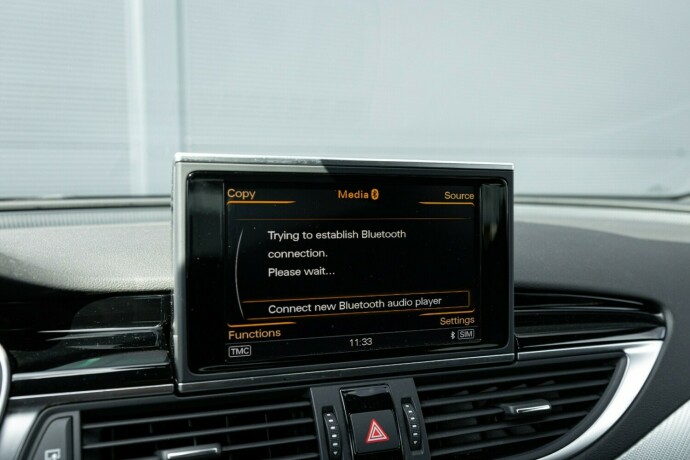 Copy Media Source
Trying to establish Bluetooth
connection.
Please wait...
Connect new Bluetooth audio player
Functions Settings
TMC 11:33 SIM